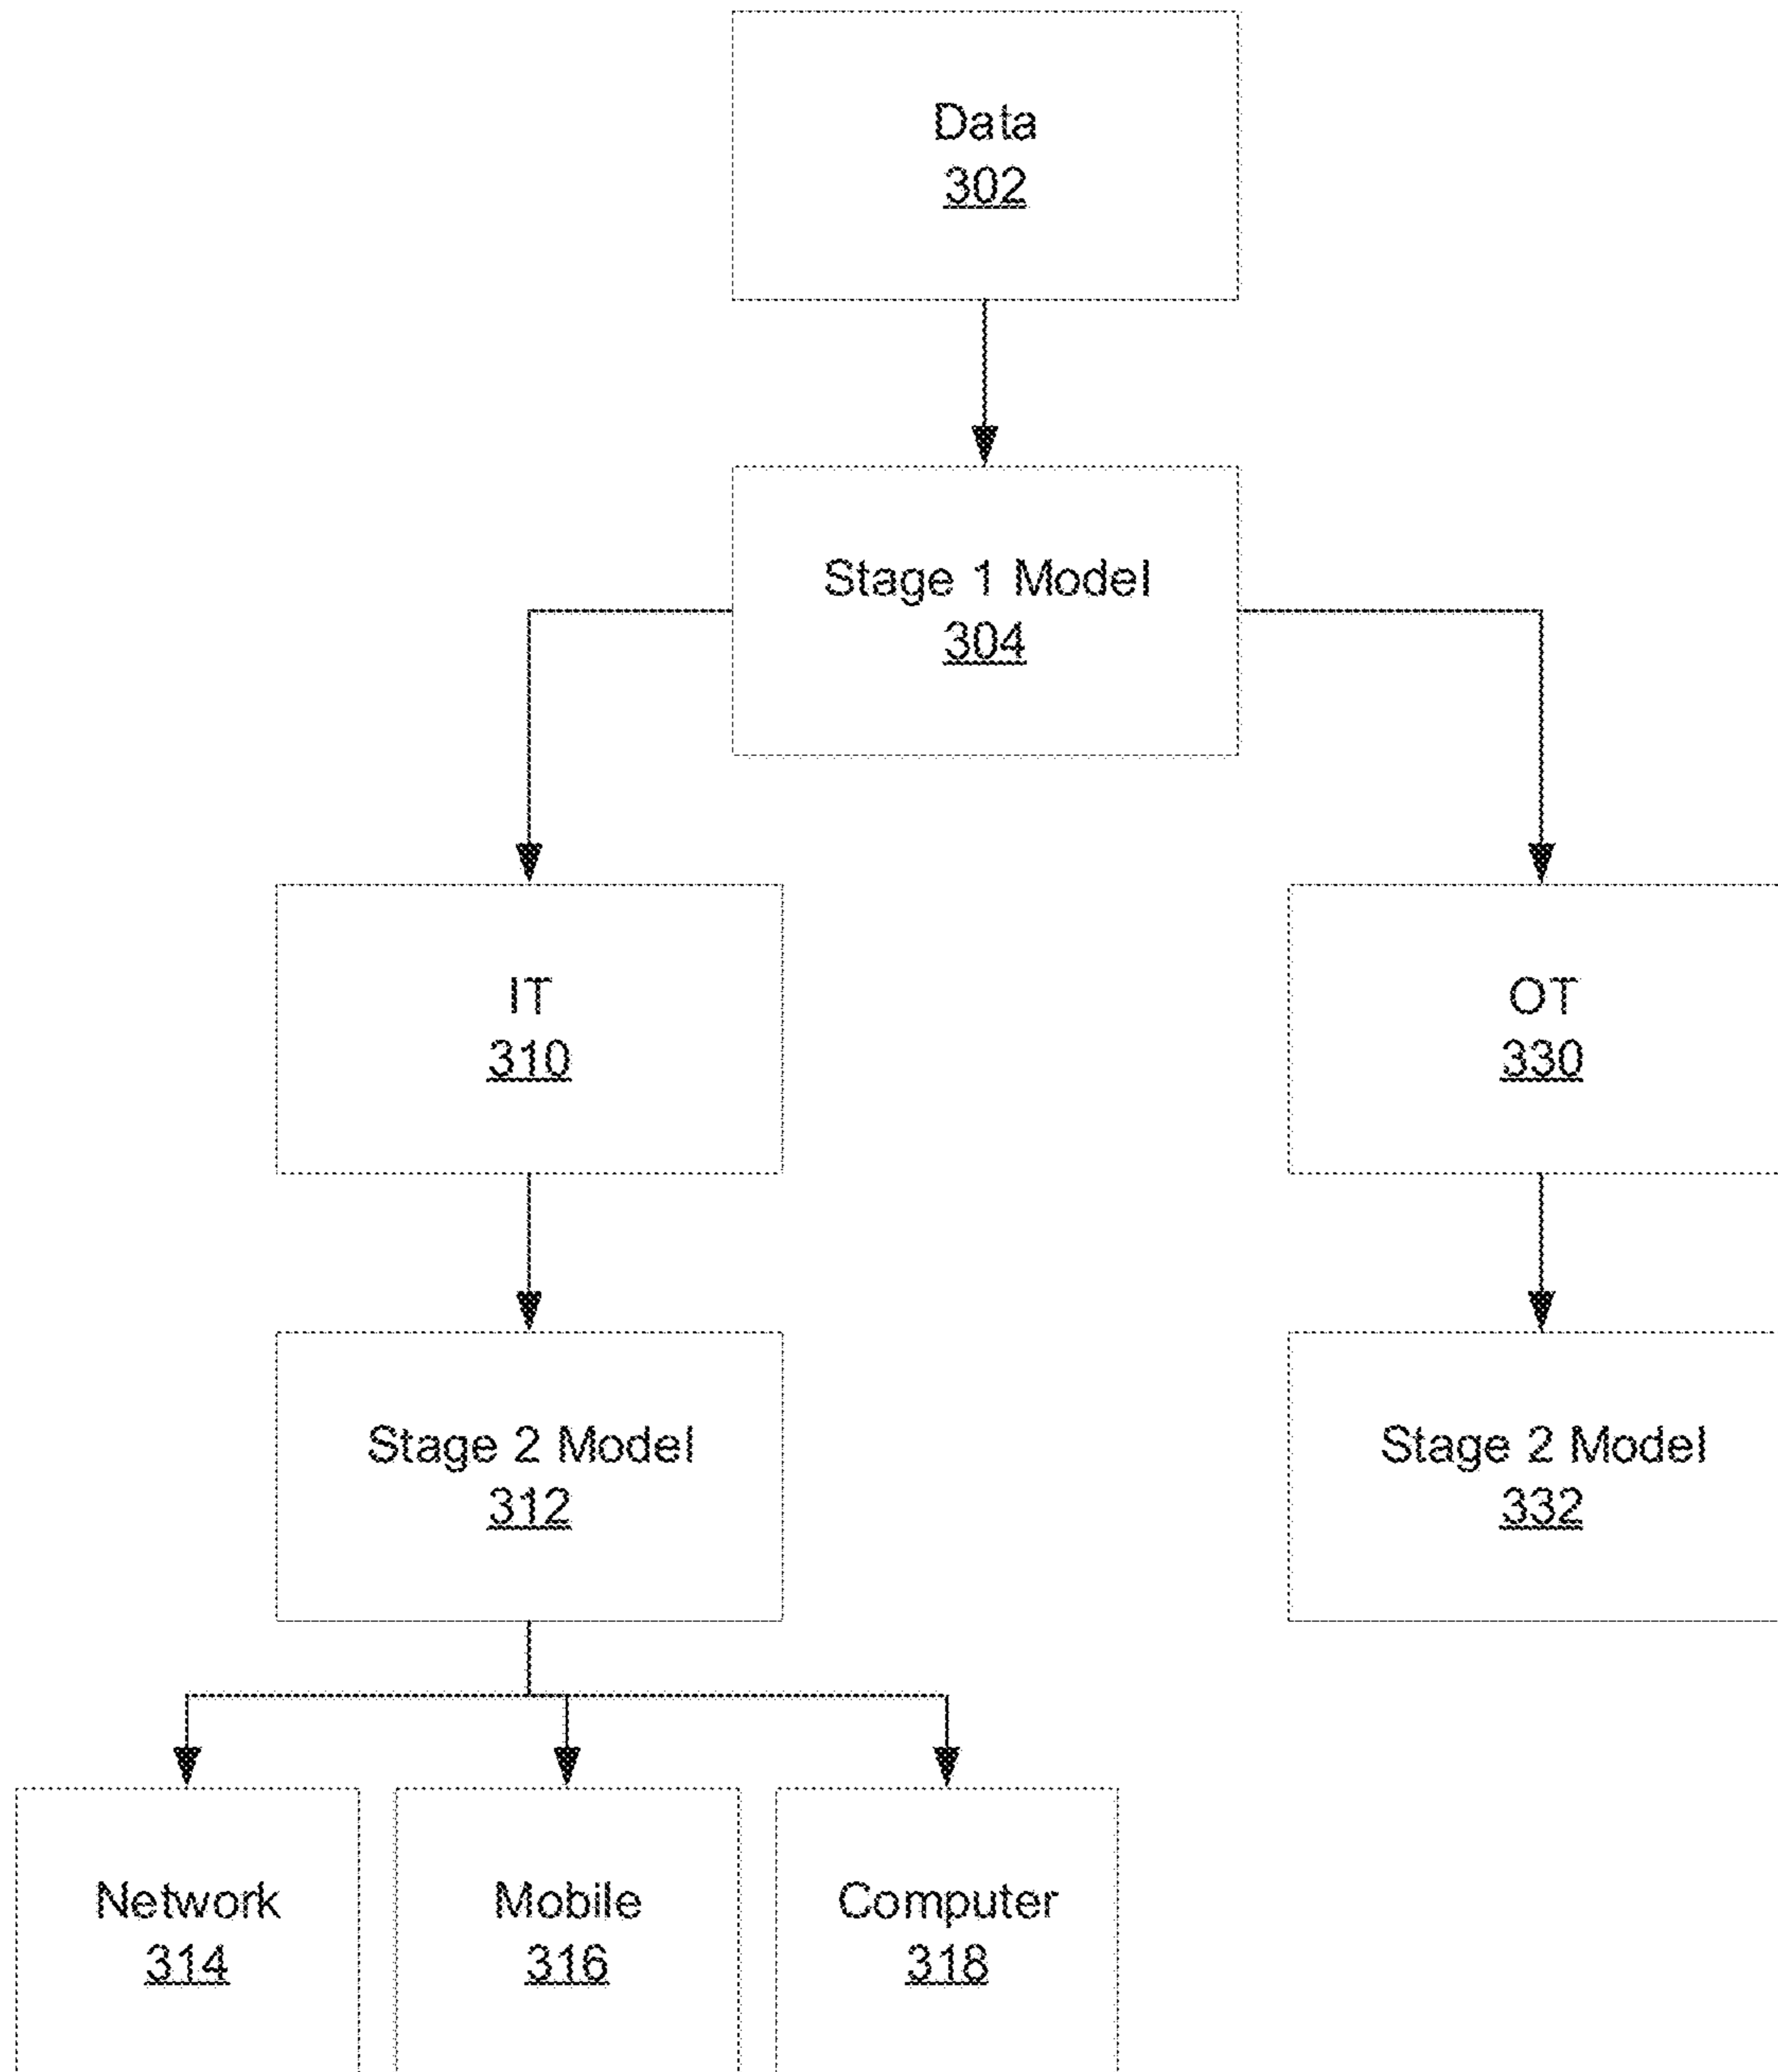 Data
302
Stage 1 Model
304
IT
310
OT
330
Stage 2 Model
312
Stage 2 Model
332
Network
314
Mobile
316
Computer
318